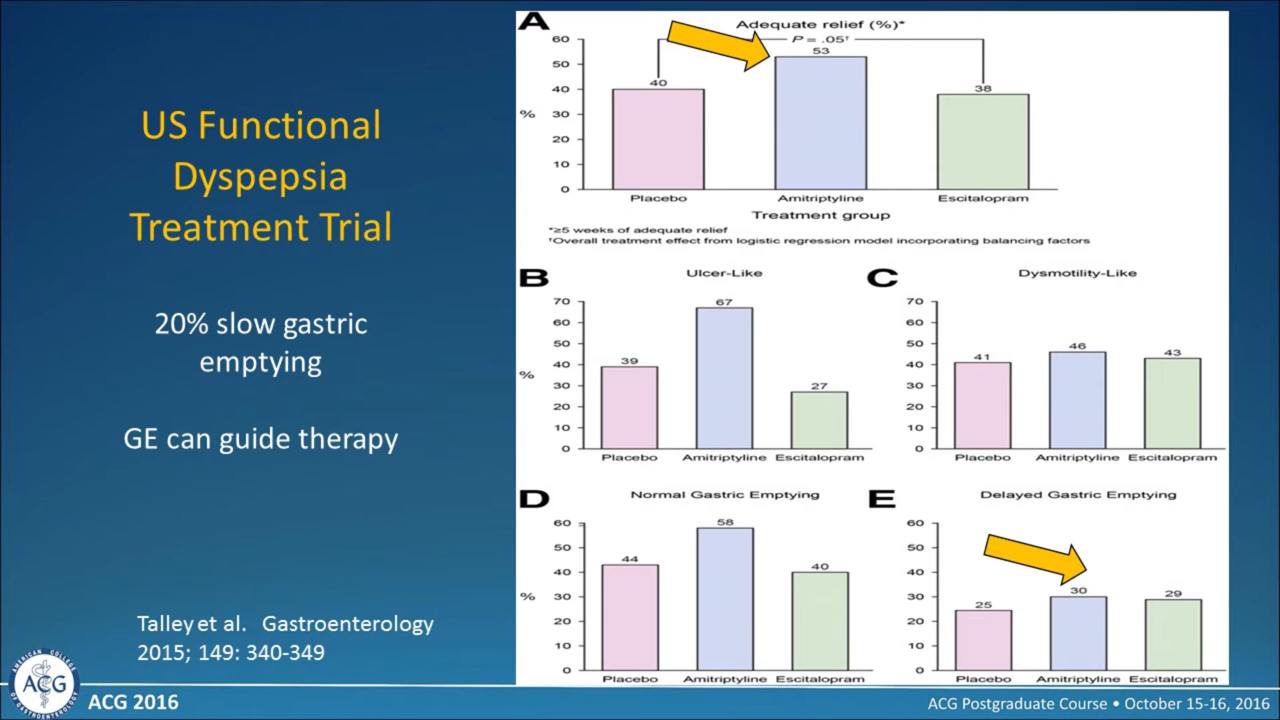 US Functional
Dyspepsia
Treatment Trial
20% slow gastric
emptying
GE can guide therapy
Talley et al. Gastroenterology
2015; 149: 340-349
A
Adequate relief (%)*
P = .05†
60
50
40
30
20
10
0
%
40
53
38
Placebo
Amitriptyline
Escitalopram
Treatment group
*≥5 weeks of adequate relief
†Overall treatment effect from logistic regression model incorporating balancing factors
B
Ulcer-Like
70
60
50
40
30
20
10
0
%
39
67
27
Placebo Amitriptyline Escitalopram
C
Dysmotility-Like
70
60
50
40
30
20
10
0
41
46
43
Placebo Amitriptyline Escitalopram
D
Normal Gastric Emptying
60
50
40
30
20
10
0
%
44
58
40
Placebo Amitriptyline Escitalopram
E
Delayed Gastric Emptying
60
50
40
30
20
10
0
25
30
29
Placebo Amitriptyline Escitalopram
AMERICAN COLLEGE
OF GASTROENTEROLOGY
ACG
ACG 2016
ACG Postgraduate Course • October 15-16, 2016